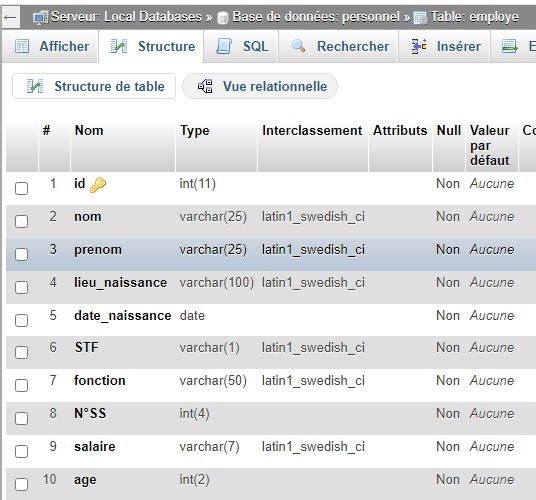 Serveur: Local Databases » Base de données: personnel » Table: employe
Afficher Structure SQL Rechercher Insérer E
Structure de table Vue relationnelle
# Nom Type Interclassement Attributs Null Valeur par défaut Co
1 id int(11) Non Aucune
2 nom varchar(25) latin1_swedish_ci Non Aucune
3 prenom varchar(25) latin1_swedish_ci Non Aucune
4 lieu_naissance varchar(100) latin1_swedish_ci Non Aucune
5 date_naissance date Non Aucune
6 STF varchar(1) latin1_swedish_ci Non Aucune
7 fonction varchar(50) latin1_swedish_ci Non Aucune
8 N°SS int(4) Non Aucune
9 salaire varchar(7) latin1_swedish_ci Non Aucune
10 age int(2) Non Aucune